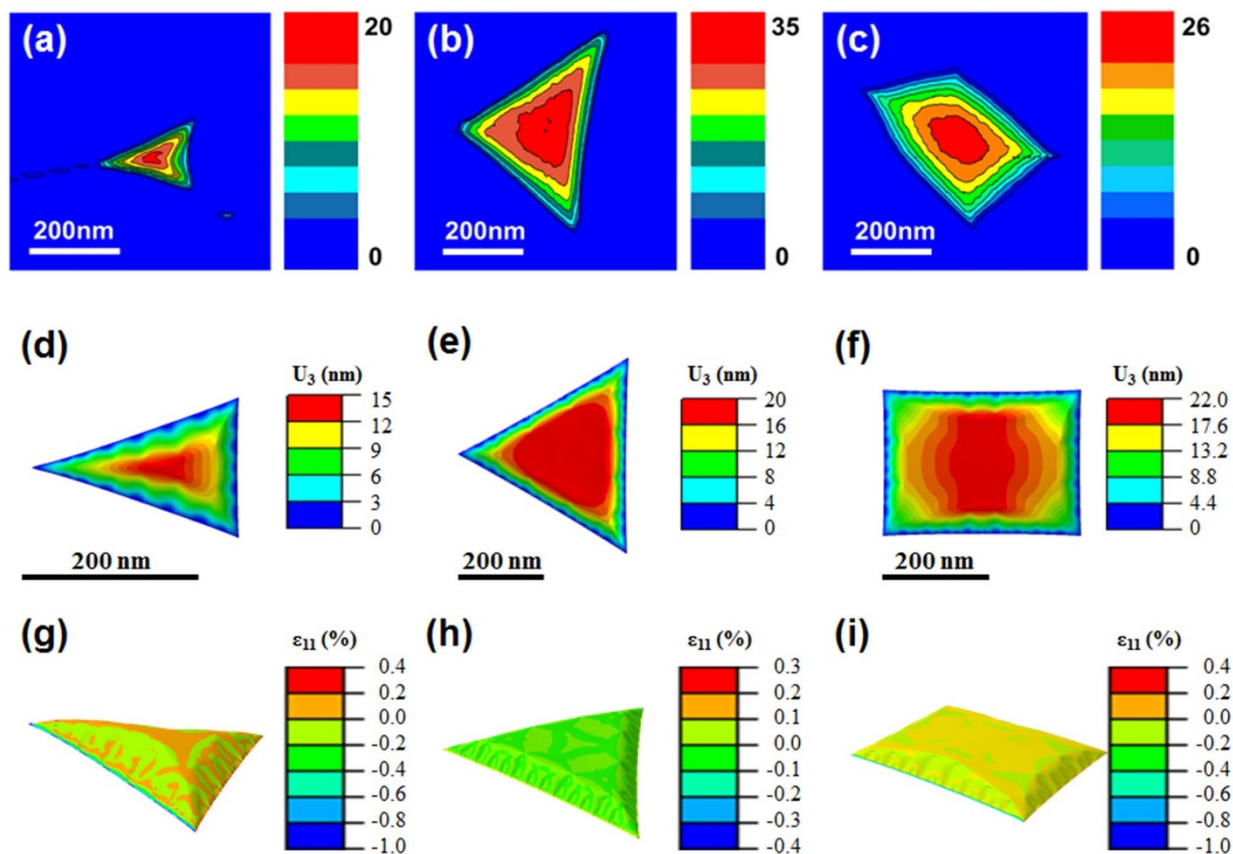 (a)
20
0
200nm
(b)
35
0
200nm
(c)
26
0
200nm
(d)
U3 (nm)
15
12
9
6
3
0
200 nm
(e)
U3 (nm)
20
16
12
8
4
0
200 nm
(f)
U3 (nm)
22.0
17.6
13.2
8.8
4.4
0
200 nm
(g)
ε11 (%)
0.4
0.2
0.0
-0.2
-0.4
-0.6
-0.8
-1.0
(h)
ε11 (%)
0.3
0.2
0.1
0.0
-0.1
-0.2
-0.3
-0.4
(i)
ε11 (%)
0.4
0.2
0.0
-0.2
-0.4
-0.6
-0.8
-1.0